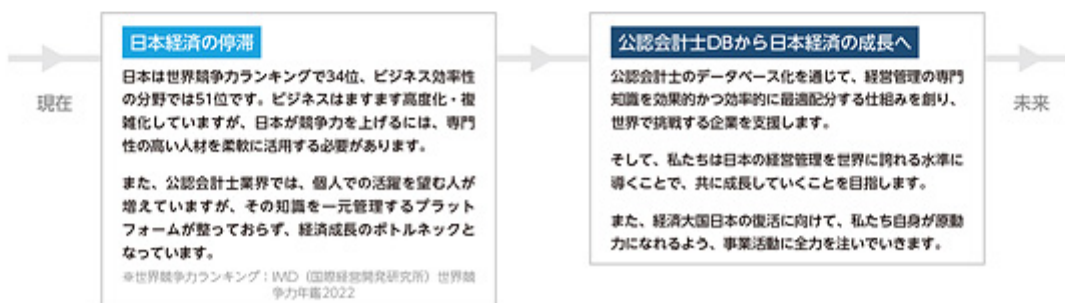 現在
日本経済の停滞
日本は世界競争力ランキングで34位、ビジネス効率性
の分野では51位です。ビジネスはますます高度化・複
雑化していますが、日本が競争力を上げるには、専門
性の高い人材を柔軟に活用する必要があります。
また、公認会計士業界では、個人での活躍を望む人が
増えていますが、その知識を一元管理するプラット
フォームが整っておらず、経済成長のボトルネックと
なっています。
※世界競争力ランキング：IMD（国際経営開発研究所）世界競
争力年鑑2022
公認会計士DBから日本経済の成長へ
公認会計士のデータベース化を通じて、経営管理の専門
知識を効果的かつ効率的に最適配分する仕組みを創り、
世界で挑戦する企業を支援します。
そして、私たちは日本の経営管理を世界に誇れる水準に
導くことで、共に成長していくことを目指します。
また、経済大国日本の復活に向けて、私たち自身が原動
力になれるよう、事業活動に全力を注いでいきます。
未来